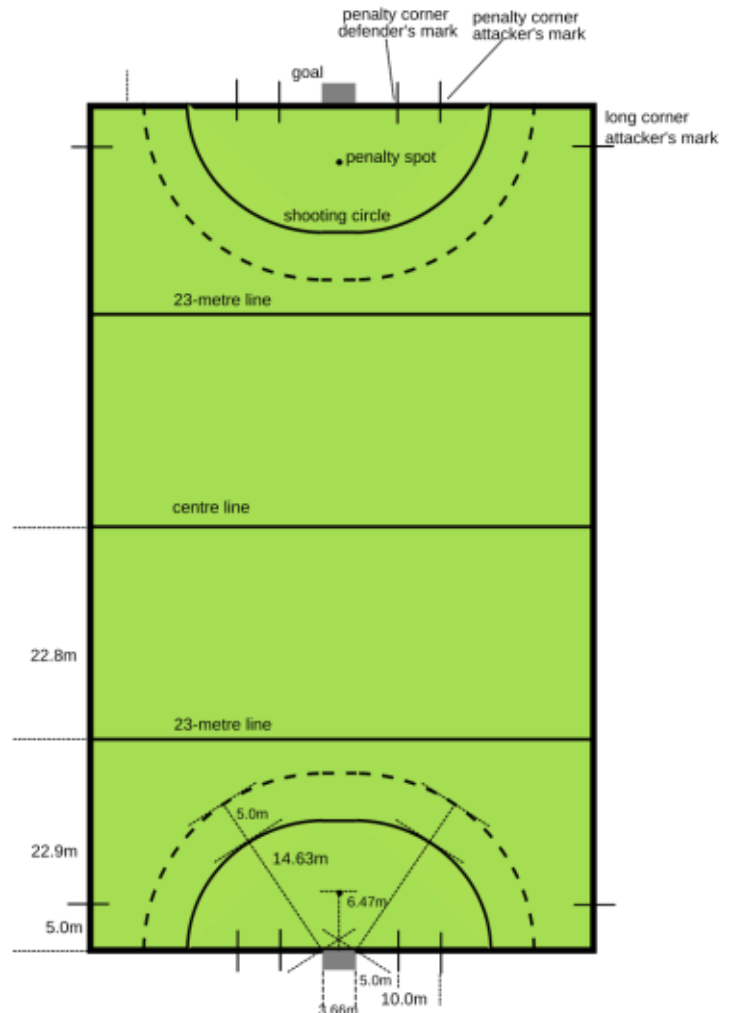 penalty corner
defender's mark
penalty corner
attacker's mark
goal
long corner
attacker's mark
penalty spot
shooting circle
23-metre line
centre line
22.8m
23-metre line
5.0m
22.9m
14.63m
6.47m
5.0m
5.0m
10.0m
3.66m